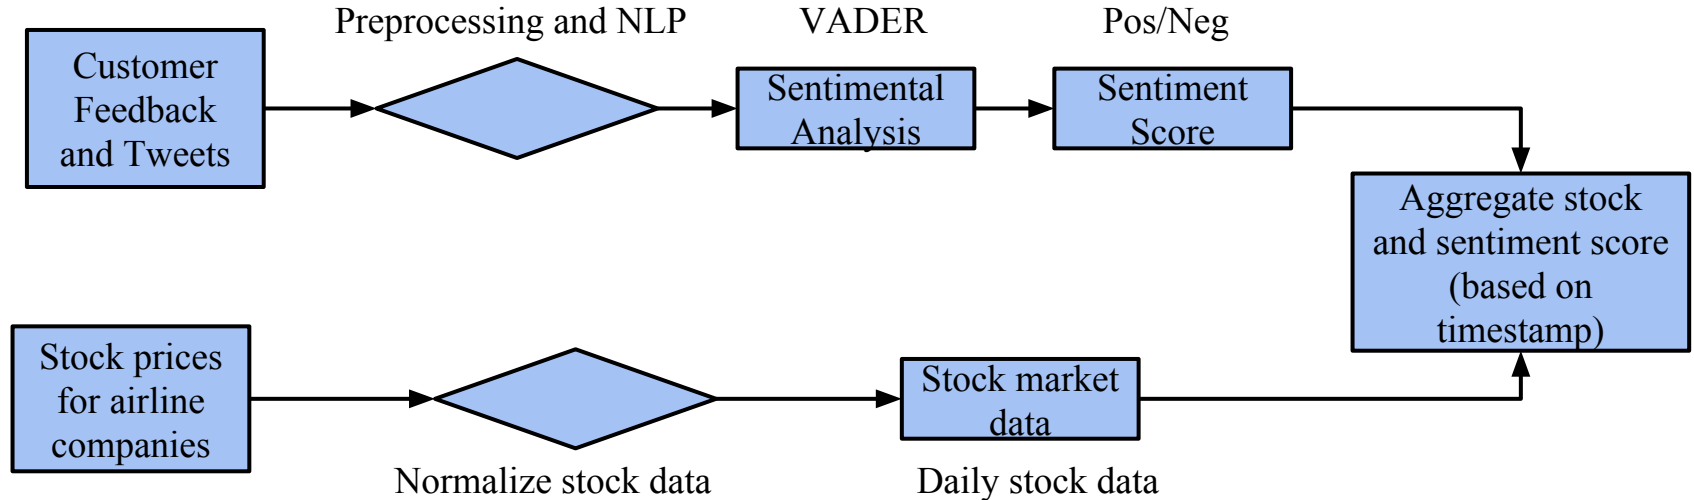 Preprocessing and NLP
VADER
Pos/Neg
Customer
Feedback
and Tweets
Sentimental
Analysis
Sentiment
Score
Aggregate stock
and sentiment score
(based on
timestamp)
Stock prices
for airline
companies
Stock market
data
Normalize stock data
Daily stock data